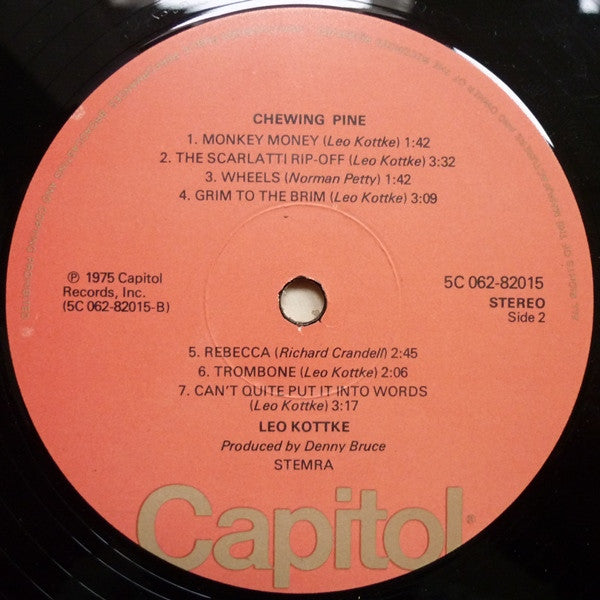 CHEWING PINE
1. MONKEY MONEY (Leo Kottke) 1:42
2. THE SCARLATTI RIP-OFF (Leo Kottke) 3:32
3. WHEELS (Norman Petty) 1:42
4. GRIM TO THE BRIM (Leo Kottke) 3:09
℗ 1975 Capitol
Records, Inc.
(5C 062-82015-B)
5C 062-82015
STEREO
Side 2
5. REBECCA (Richard Crandell) 2:45
6. TROMBONE (Leo Kottke) 2:06
7. CAN'T QUITE PUT IT INTO WORDS
(Leo Kottke) 3:17
LEO KOTTKE
Produced by Denny Bruce
STEMRA
Capitol®